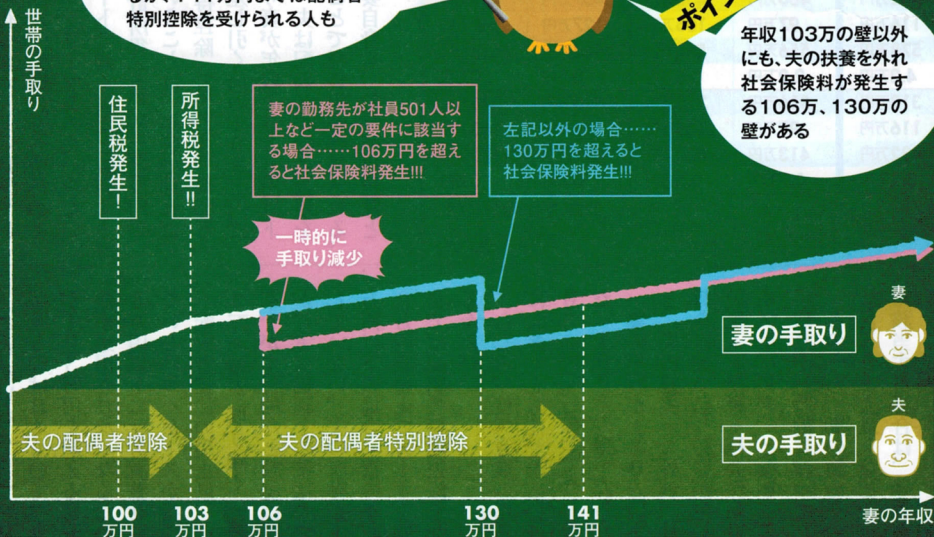 特別控除を受けられる人も
年収103万の壁以外
にも、夫の扶養を外れ
社会保険料が発生す
る106万、130万の
壁がある
世帯の手取り
住民税発生!
所得税発生!!
妻の勤務先が社員501人以
上など一定の要件に該当す
る場合……106万円を超え
ると社会保険料発生!!!
左記以外の場合……
130万円を超えると
社会保険料発生!!!
一時的に
手取り減少
妻
妻の手取り
夫
夫の手取り
夫の配偶者控除
夫の配偶者特別控除
100
万円
103
万円
106
万円
130
万円
141
万円
妻の年収